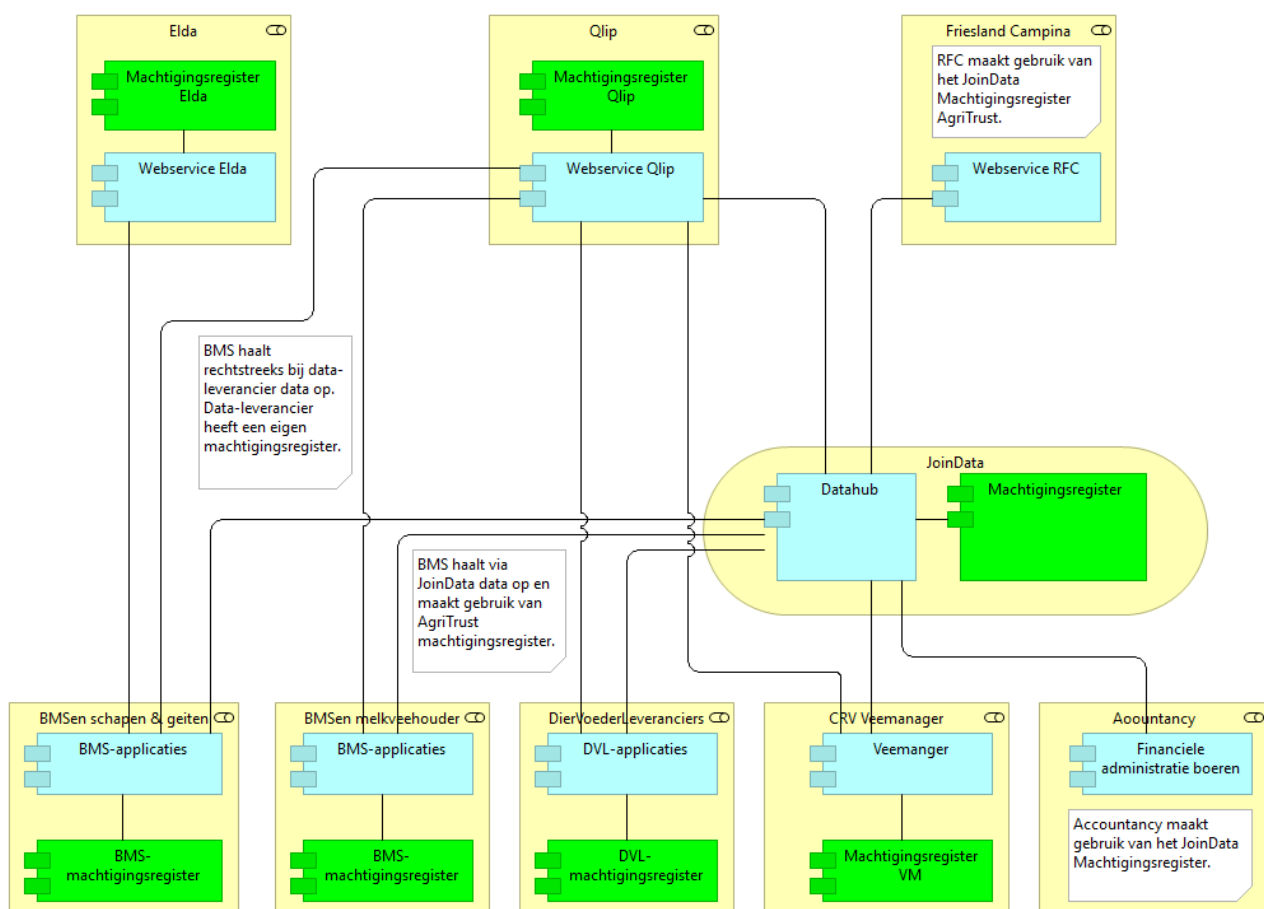 Elda
Machtigingsregister
Elda
Webservice Elda
Qlip
Machtigingsregister
Qlip
Webservice Qlip
Friesland Campina
RFC maakt gebruik van
het JoinData
Machtigingsregister
AgriTrust.
Webservice RFC
BMS haalt
rechtstreeks bij data-
leverancier data op.
Data-leverancier
heeft een eigen
machtigingsregister.
JoinData
Datahub
Machtigingsregister
BMS haalt via
JoinData data op en
maakt gebruik van
AgriTrust
machtigingsregister.
BMSen schapen & geiten
BMS-applicaties
BMS-
machtigingsregister
BMSen melkveehouder
BMS-applicaties
BMS-
machtigingsregister
DierVoederLeveranciers
DVL-applicaties
DVL-
machtigingsregister
CRV Veemanager
Veemanger
Machtigingsregister
VM
Aoountancy
Financiele
administratie boeren
Accountancy maakt
gebruik van het JoinData
Machtigingsregister.